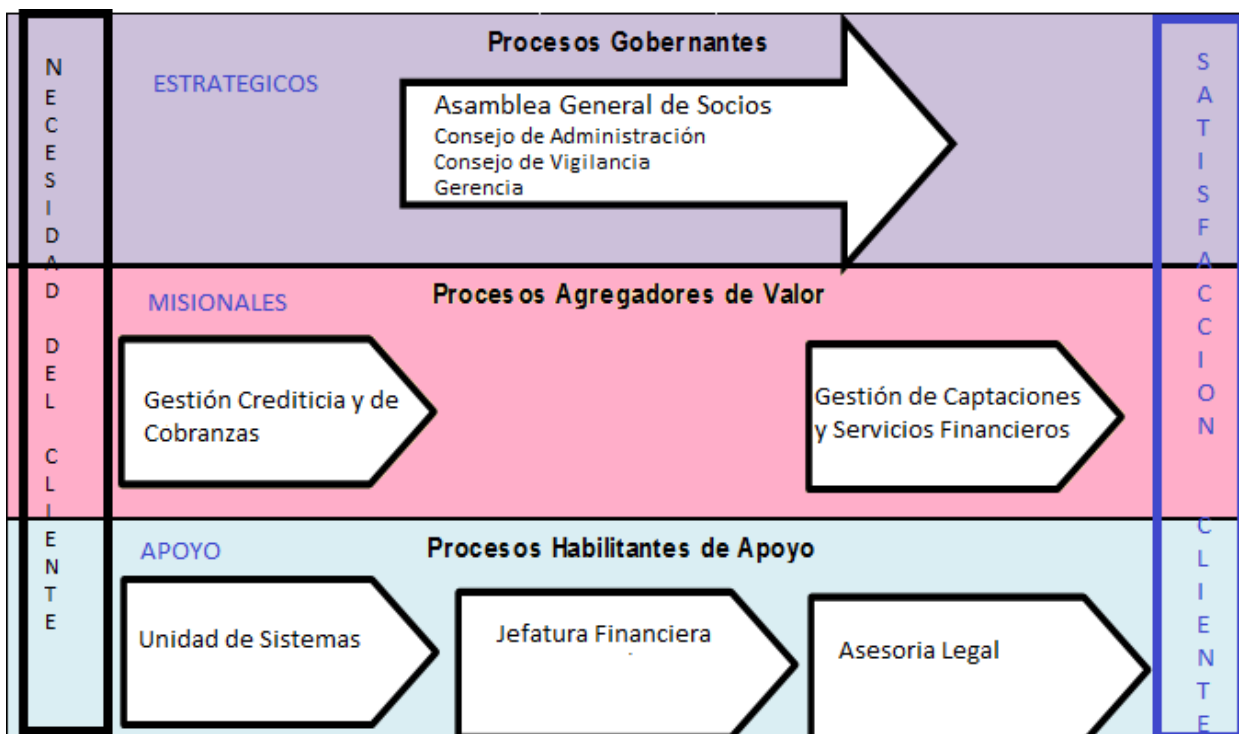 NECESIDAD DEL CLIENTE
Procesos Gobernantes
ESTRATEGICOS
Asamblea General de Socios
Consejo de Administración
Consejo de Vigilancia
Gerencia
Procesos Agregadores de Valor
MISIONALES
Gestión Crediticia y de
Cobranzas
Gestión de Captaciones
y Servicios Financieros
Procesos Habilitantes de Apoyo
APOYO
Unidad de Sistemas
Jefatura Financiera
Asesoria Legal
SATISFACCION CLIENTE